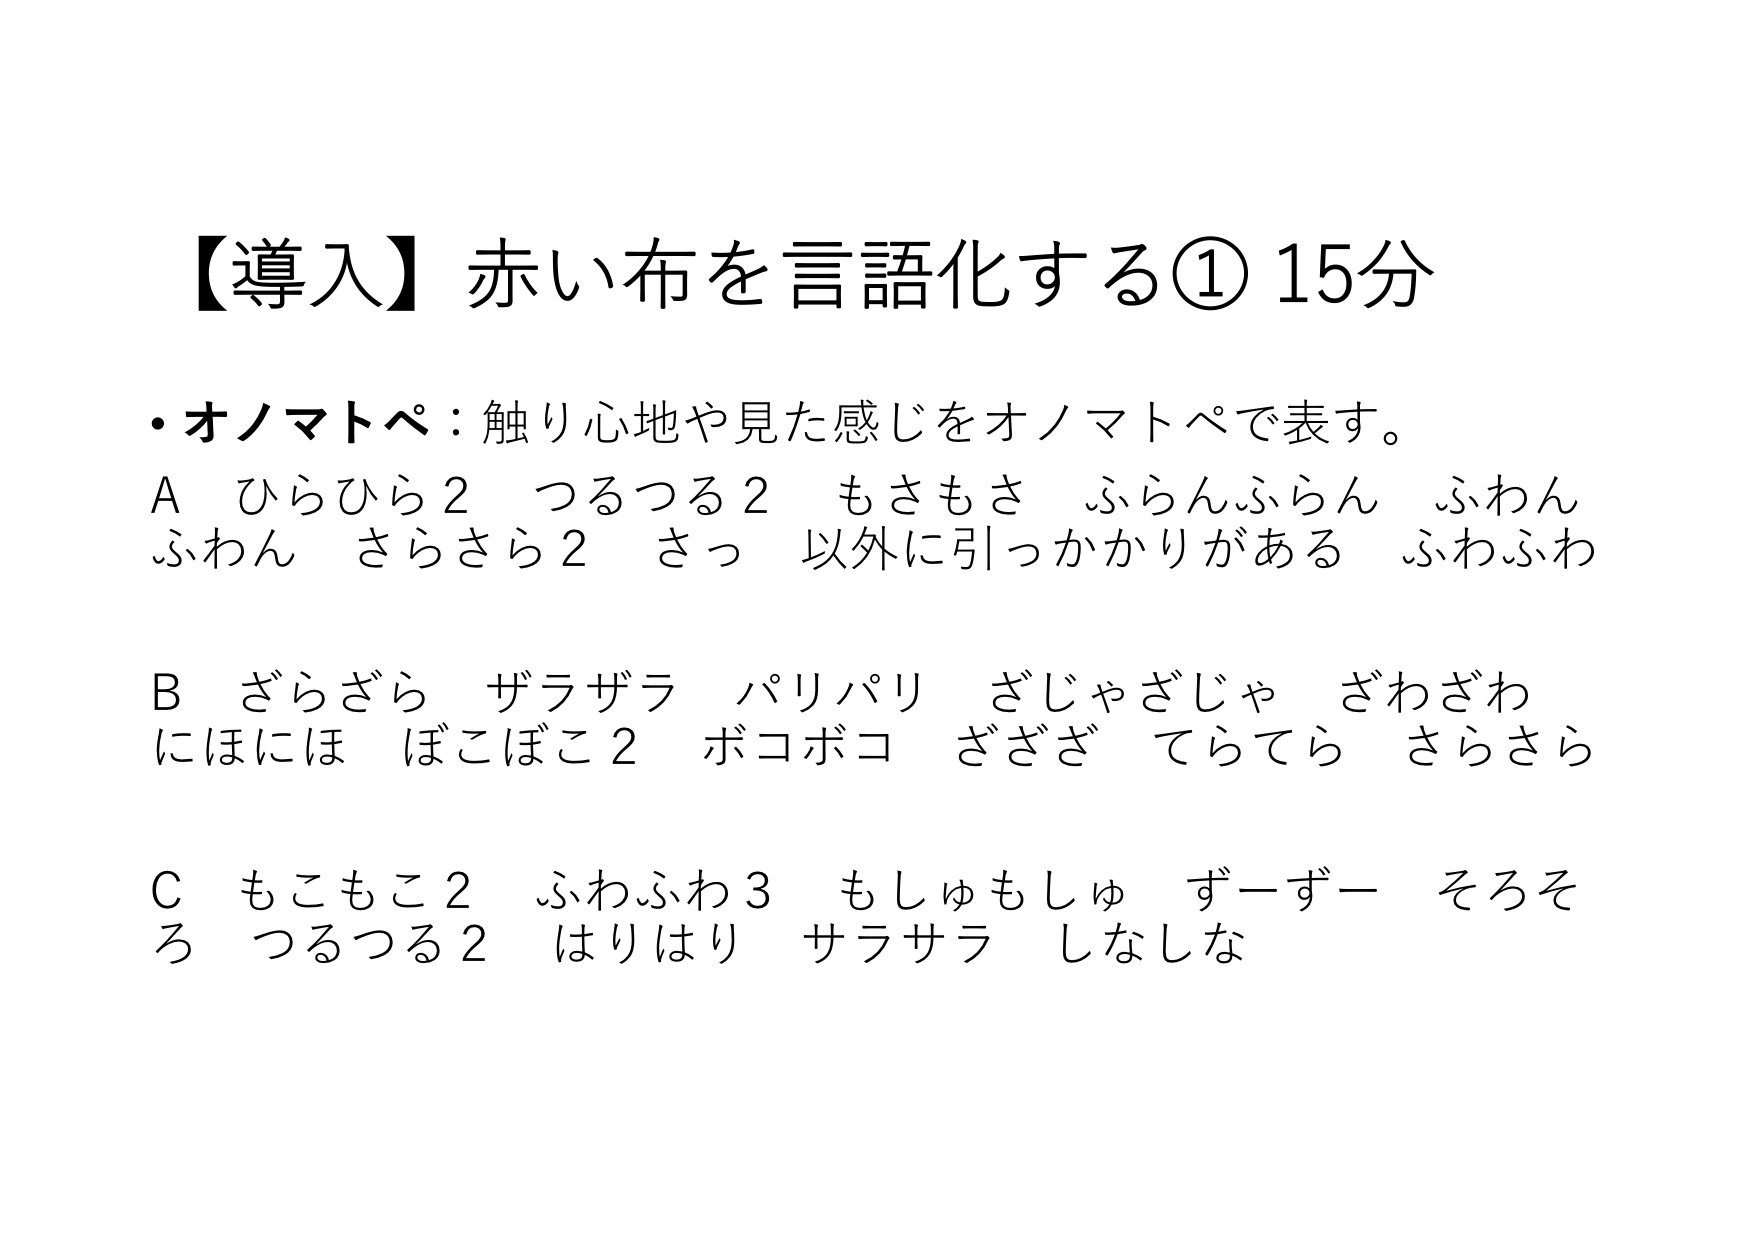 【導入】赤い布を言語化する① 15分
・オノマトペ：触り心地や見た感じをオノマトペで表す。
A　ひらひら２　つるつる２　もさもさ　ふらんふらん　ふわん
ふわん　さらさら２　さっ　以外に引っかかりがある　ふわふわ
B　ざらざら　ザラザラ　パリパリ　ざじゃざじゃ　ざわざわ
にほにほ　ぼこぼこ２　ボコボコ　ざざざ　てらてら　さらさら
C　もこもこ２　ふわふわ３　もしゅもしゅ　ずーずー　そろそ
ろ　つるつる２　はりはり　サラサラ　しなしな